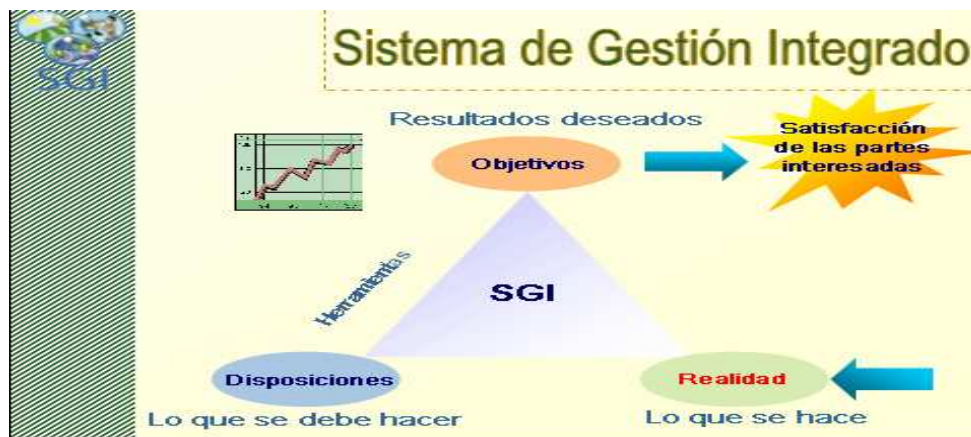 SGI
Sistema de Gestión Integrado
Resultados deseados
Objetivos
Satisfacción
de las partes
interesadas
Herramientas
SGI
Disposiciones
Realidad
Lo que se debe hacer
Lo que se hace